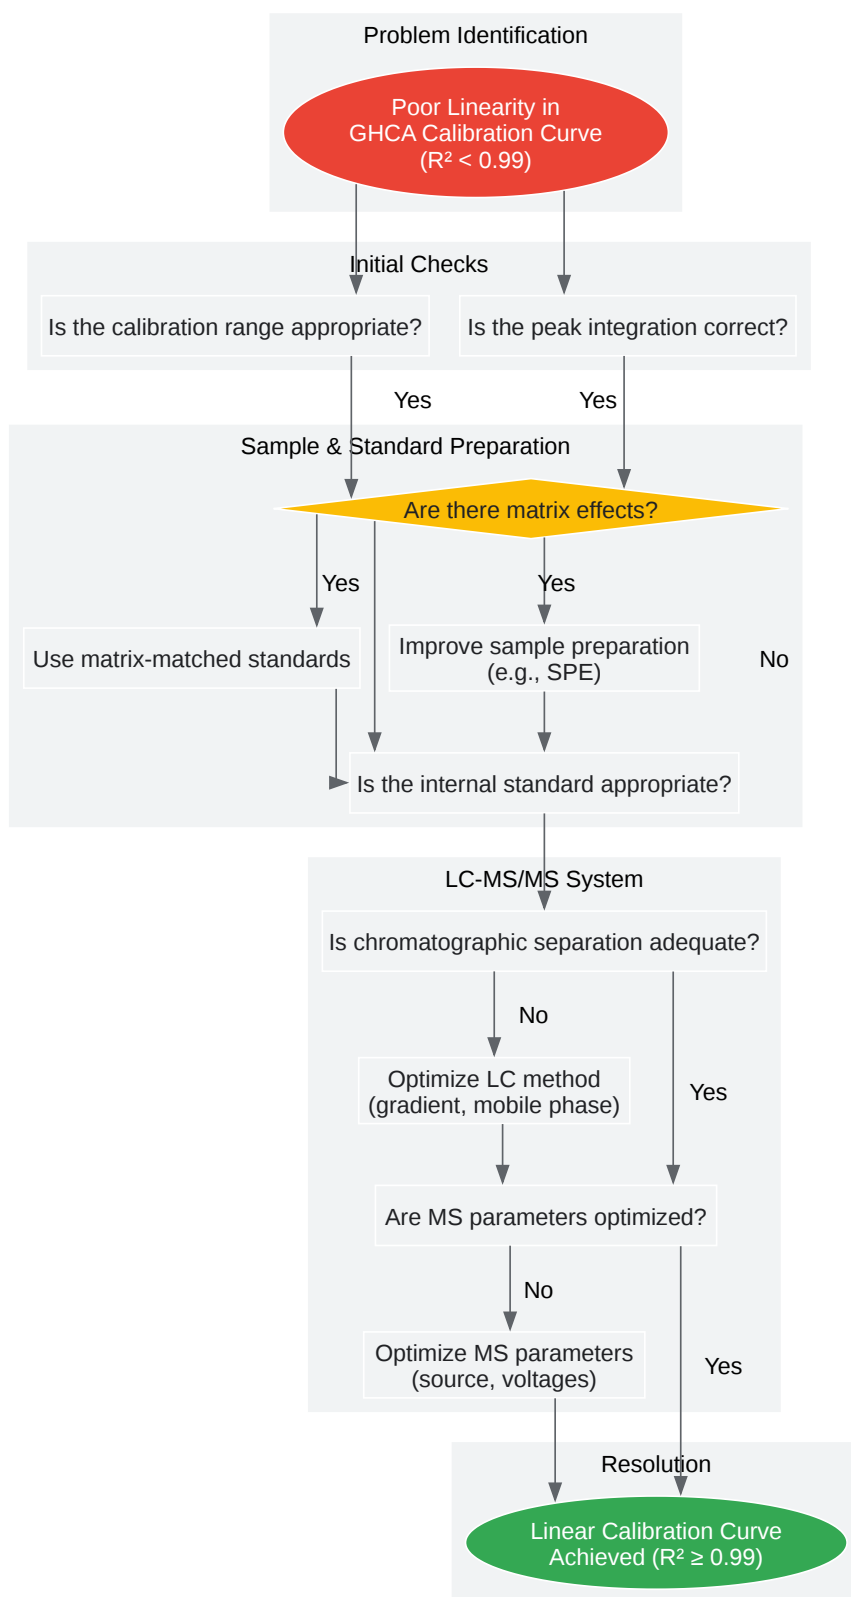 Problem Identification
Poor Linearity in
GHCA Calibration Curve
(R² < 0.99)
Initial Checks
Is the calibration range appropriate?
Is the peak integration correct?
Yes
Yes
Sample & Standard Preparation
Are there matrix effects?
Yes
Yes
Use matrix-matched standards
Improve sample preparation
(e.g., SPE)
No
Is the internal standard appropriate?
LC-MS/MS System
Is chromatographic separation adequate?
No
Optimize LC method
(gradient, mobile phase)
Yes
Are MS parameters optimized?
No
Optimize MS parameters
(source, voltages)
Yes
Resolution
Linear Calibration Curve
Achieved (R² ≥ 0.99)